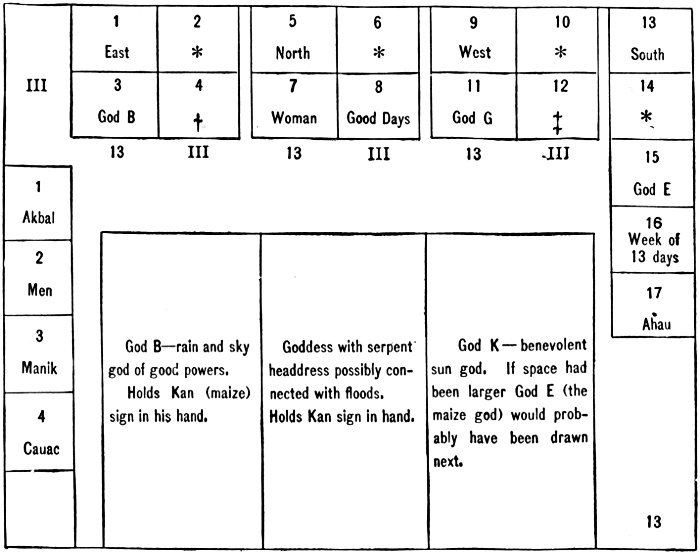 III
1
East
2
*
3
God B
4
†
13 III
5
North
6
*
7
Woman
8
Good Days
13 III
9
West
10
*
11
God G
12
‡
13 III
13
South
14
*
15
God E
16
Week of
13 days
17
Ahau
13
1
Akbal
2
Men
3
Manik
4
Cauac
God B—rain and sky
god of good powers.
Holds Kan (maize)
sign in his hand.
Goddess with serpent
headdress possibly con-
nected with floods.
Holds Kan sign in hand.
God K—benevolent
sun god. If space had
been larger God E (the
maize god) would prob-
ably have been drawn
next.